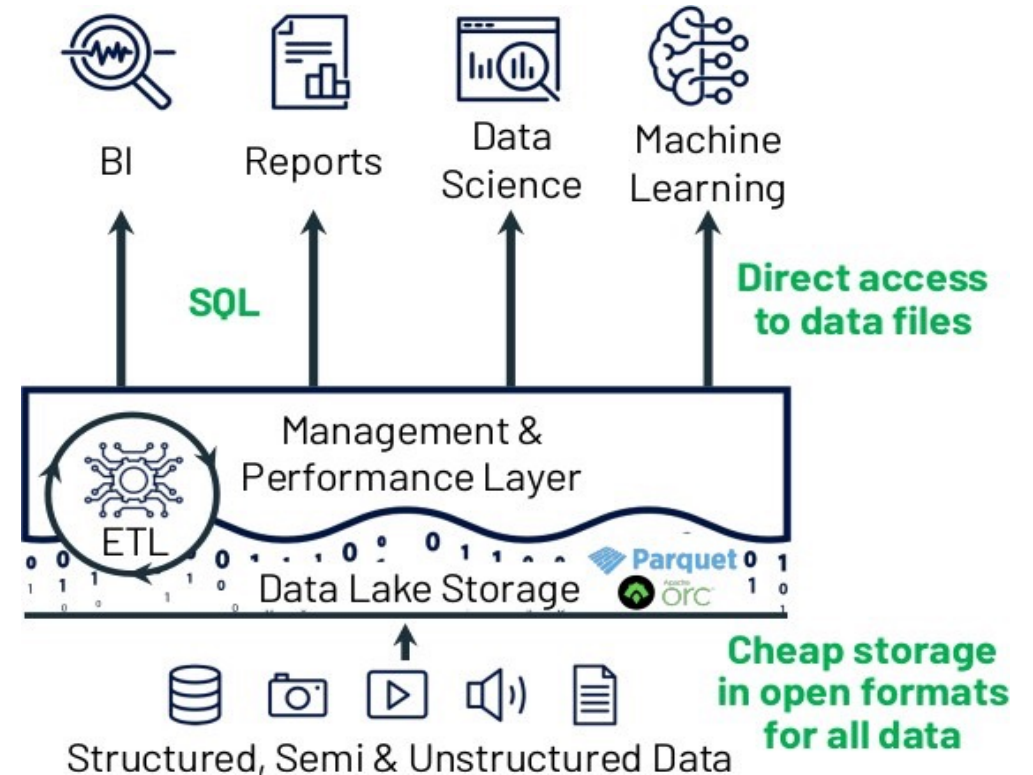 BI
Reports
Data
Science
Machine
Learning
SQL
Direct access
to data files
Management &
Performance Layer
ETL
Data Lake Storage
Parquet
Apache
orc
Cheap storage
in open formats
for all data
Structured, Semi & Unstructured Data